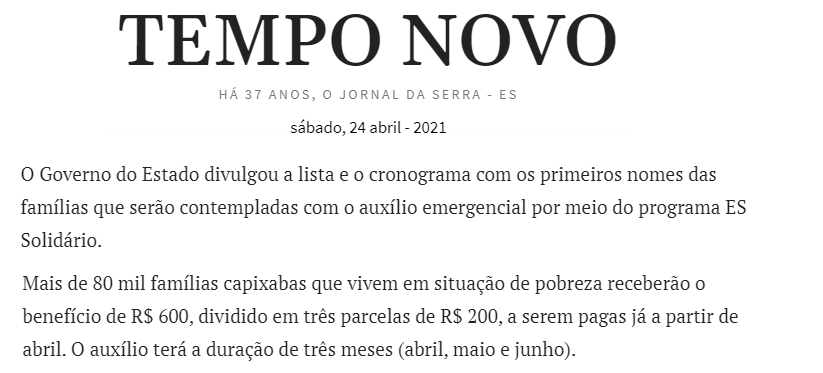 TEMPO NOVO
HÁ 37 ANOS, O JORNAL DA SERRA - ES
sábado, 24 abril - 2021
O Governo do Estado divulgou a lista e o cronograma com os primeiros nomes das
famílias que serão contempladas com o auxílio emergencial por meio do programa ES
Solidário.
Mais de 80 mil famílias capixabas que vivem em situação de pobreza receberão o
benefício de R$ 600, dividido em três parcelas de R$ 200, a serem pagas já a partir de
abril. O auxílio terá a duração de três meses (abril, maio e junho).